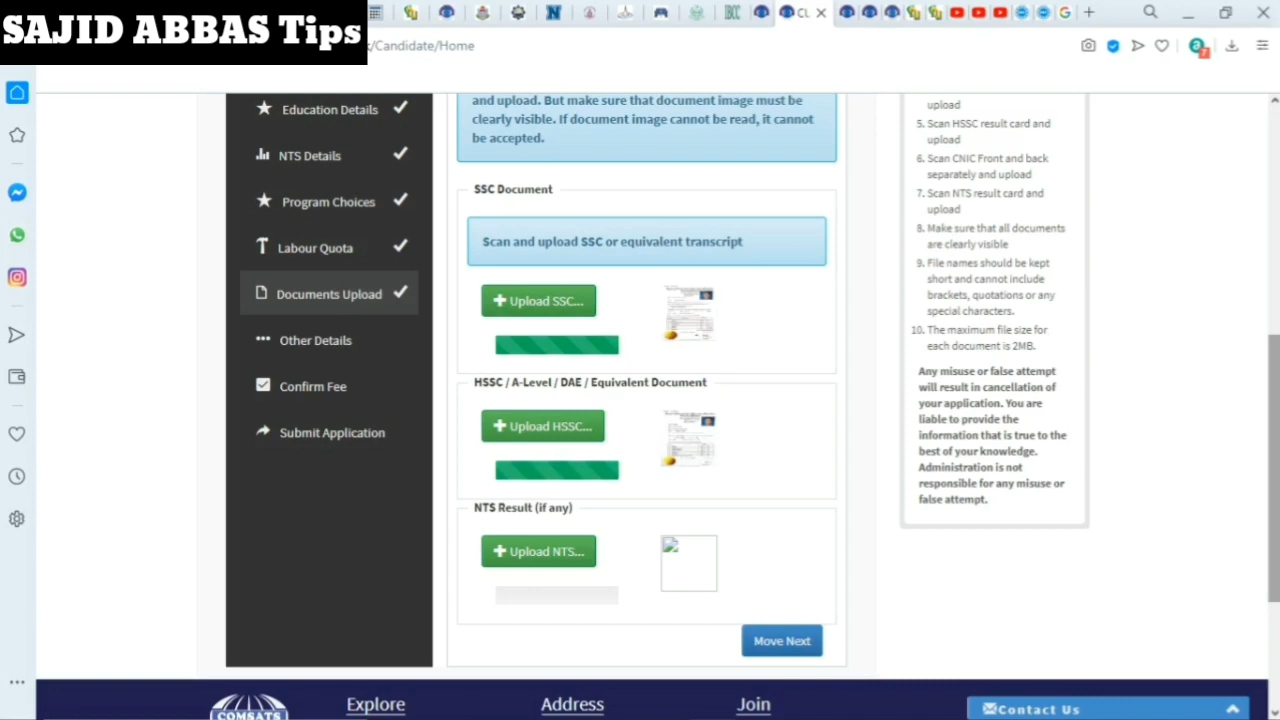 SAJID ABBAS Tips
/Candidate/Home
Education Details
NTS Details
Program Choices
Labour Quota
Documents Upload
Other Details
Confirm Fee
Submit Application
and upload. But make sure that document image must be
clearly visible. If document image cannot be read, it cannot
be accepted.
SSC Document
Scan and upload SSC or equivalent transcript
Upload SSC...
HSSC / A-Level / DAE / Equivalent Document
Upload HSSC...
NTS Result (if any)
Upload NTS...
Move Next
upload
5. Scan HSSC result card and
upload
6. Scan CNIC Front and back
separately and upload
7. Scan NTS result card and
upload
8. Make sure that all documents
are clearly visible
9. File names should be kept
short and cannot include
brackets, quotations or any
special characters.
10. The maximum file size for
each document is 2MB.
Any misuse or false attempt
will result in cancellation of
your application. You are
liable to provide the
information that is true to the
best of your knowledge.
Administration is not
responsible for any misuse or
false attempt.
COMSATS
Explore
Address
Join
Contact Us